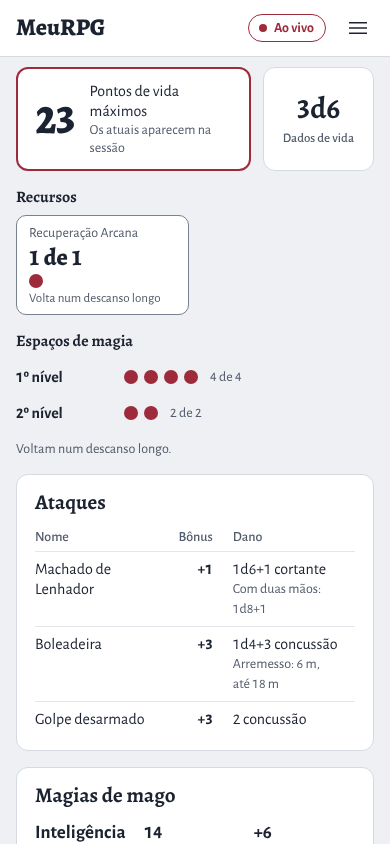 MeuRPG
Ao vivo
23
Pontos de vida
máximos
Os atuais aparecem na
sessão
3d6
Dados de vida
Recursos
Recuperação Arcana
1 de 1
Volta num descanso longo
Espaços de magia
1º nível 4 de 4
2º nível 2 de 2
Voltam num descanso longo.
Ataques
Nome Bônus Dano
Machado de Lenhador +1 1d6+1 cortante
Com duas mãos:
1d8+1
Boleadeira +3 1d4+3 concussão
Arremesso: 6 m,
até 18 m
Golpe desarmado +3 2 concussão
Magias de mago
Inteligência 14 +6